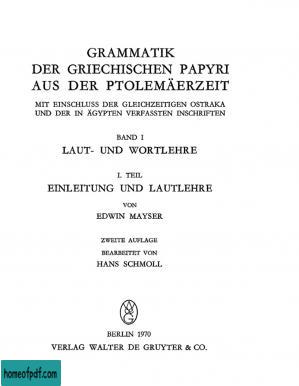 GRAMMATIK
DER GRIECHISCHEN PAPYRI
AUS DER PTOLEMÄERZEIT
MIT EINSCHLUSS DER GLEICHZEITIGEN OSTRAKA
UND DER IN ÄGYPTEN VERFASSTEN INSCHRIFTEN
BAND I
LAUT- UND WORTLEHRE
I. TEIL
EINLEITUNG UND LAUTLEHRE
VON
EDWIN MAYSER
ZWEITE AUFLAGE
BEARBEITET VON
HANS SCHMOLL
BERLIN 1970
VERLAG WALTER DE GRUYTER & CO.
homeofpdf.com
homeofpdf.com